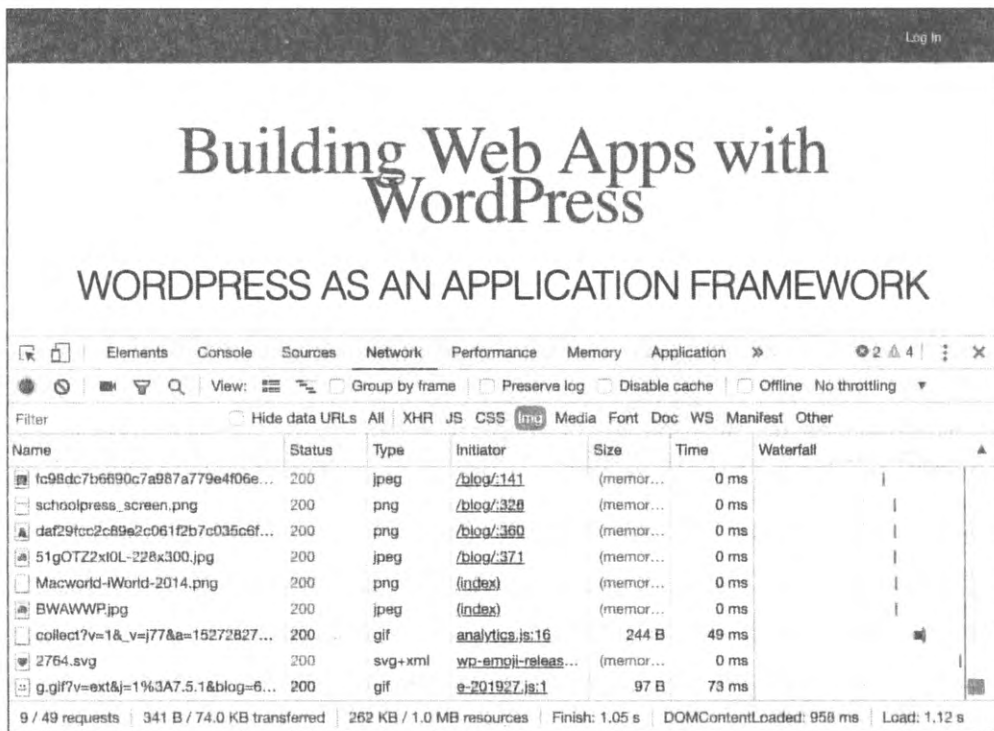 Log In
Building Web Apps with
WordPress
WORDPRESS AS AN APPLICATION FRAMEWORK
Elements Console Sources Network Performance Memory Application » 2 4
View: Group by frame Preserve log Disable cache Offline No throttling
Filter Hide data URLs All XHR JS CSS Img Media Font Doc WS Manifest Other
Name Status Type Initiator Size Time Waterfall
200 jpeg /blog/:141 (memor... 0 ms
schoolpress_screen.png 200 png /blog/:328 (memor... 0 ms
200 png /blog/:360 (memor... 0 ms
200 jpeg /blog/:371 (memor... 0 ms
Macworld-iWorld-2014.png 200 png (index) (memor... 0 ms
BWAWWP.jpg 200 jpeg (index) (memor... 0 ms
collect?v=1&_v=j77&a=15272827... 200 gif analytics.js:16 244 B 49 ms
2764.svg 200 svg+xml wp-emoji-releas... (memor... 0 ms
g.gif?v=ext&j=1%3A7.5.1&blog=6... 200 gif e-201927.js:1 97 B 73 ms
9 / 49 requests 341 B / 74.0 KB transferred 262 KB / 1.0 MB resources Finish: 1.05 s DOMContentLoaded: 958 ms Load: 1.12 s